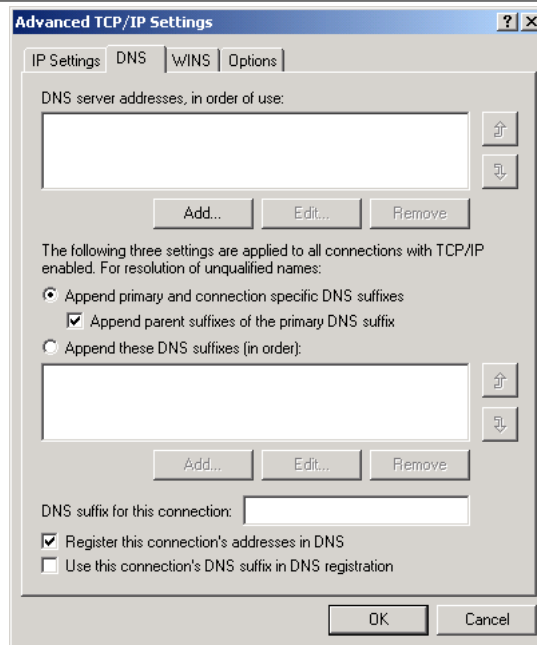 Advanced TCP/IP Settings
IP Settings DNS WINS Options
DNS server addresses, in order of use:
Add... Edit... Remove
The following three settings are applied to all connections with TCP/IP
enabled. For resolution of unqualified names:
Append primary and connection specific DNS suffixes
Append parent suffixes of the primary DNS suffix
Append these DNS suffixes (in order):
Add... Edit... Remove
DNS suffix for this connection:
Register this connection's addresses in DNS
Use this connection's DNS suffix in DNS registration
OK Cancel